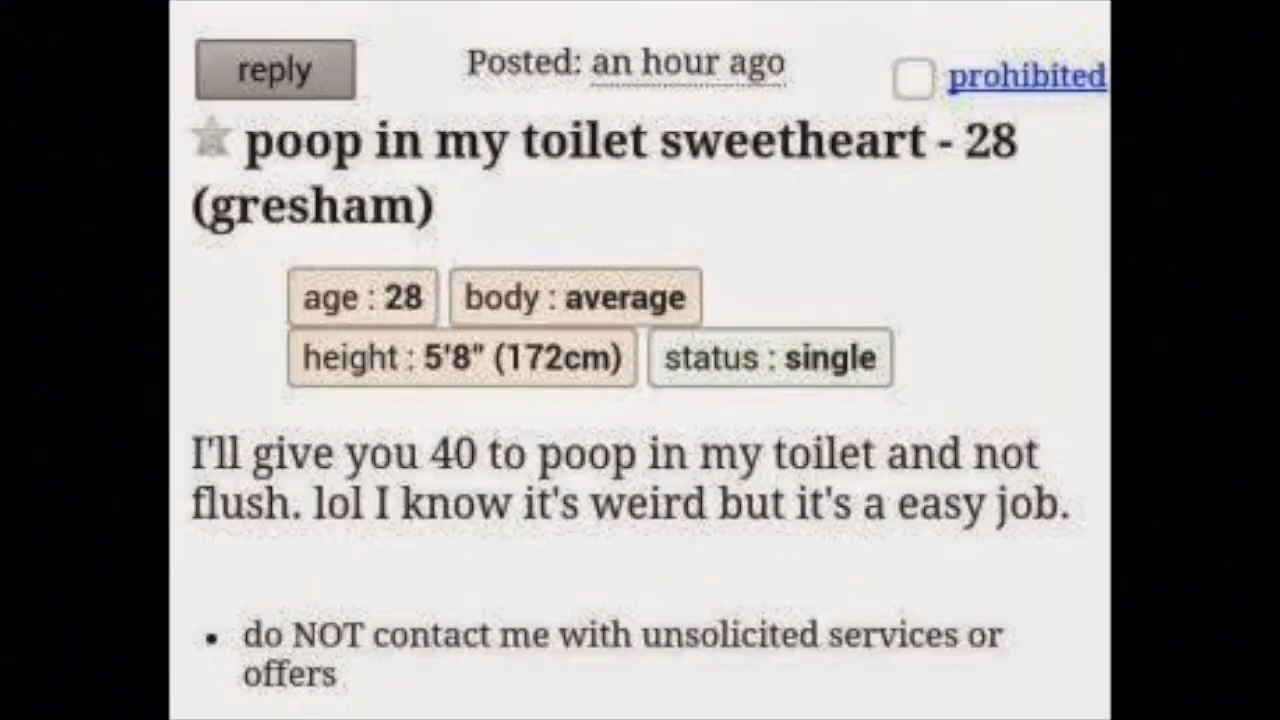 reply
Posted: an hour ago
prohibited
poop in my toilet sweetheart - 28
(gresham)
age : 28
body : average
height : 5'8" (172cm)
status : single
I'll give you 40 to poop in my toilet and not
flush. lol I know it's weird but it's a easy job.
• do NOT contact me with unsolicited services or
offers